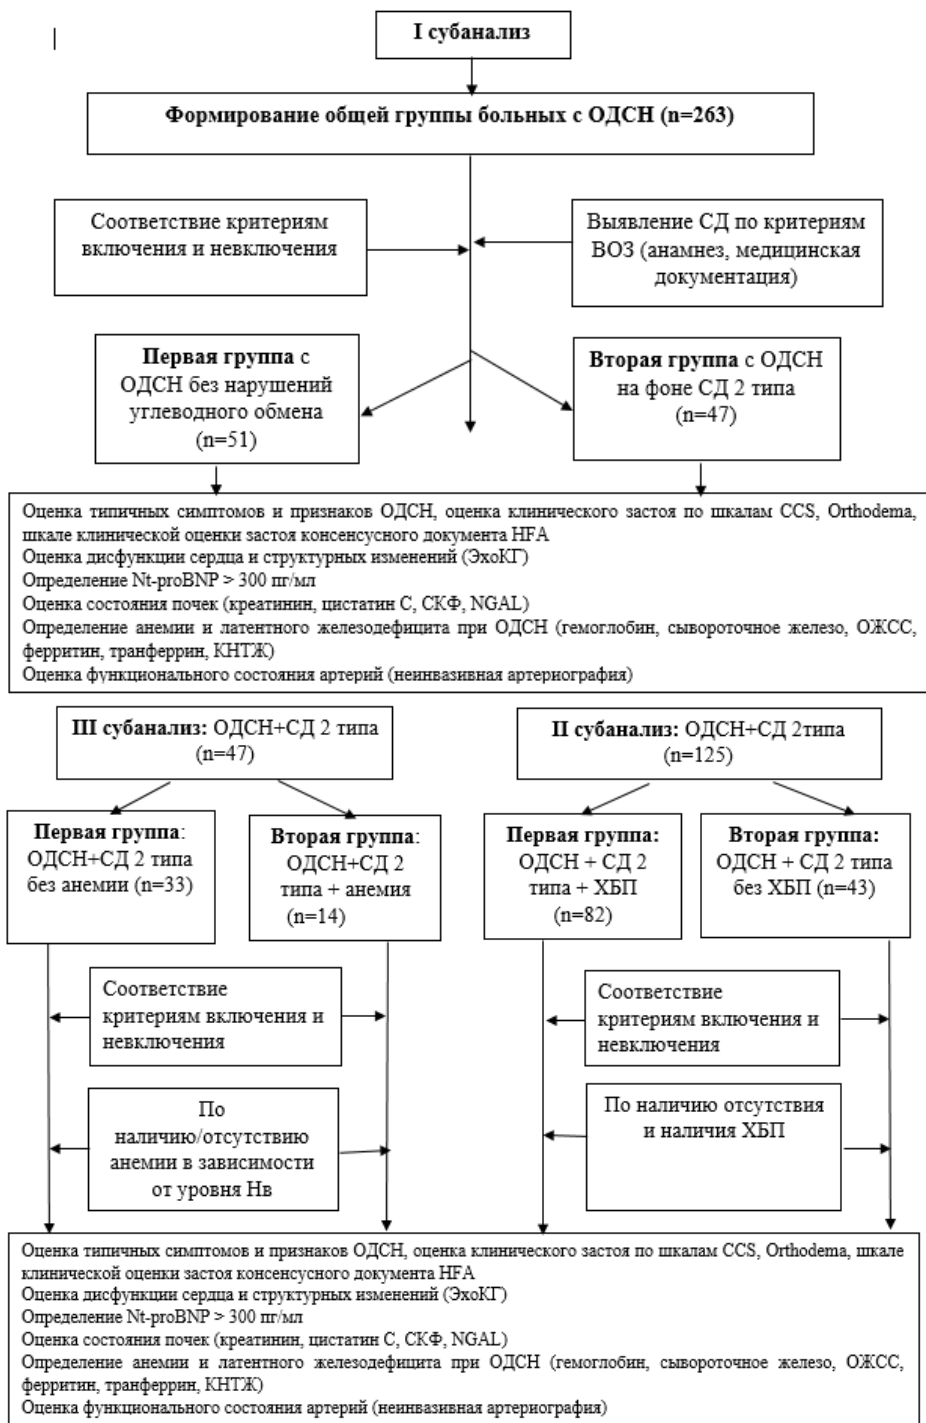 I субанализ
Формирование общей группы больных с ОДСН (n=263)
Соответствие критериям
включения и невключения
Выявление СД по критериям
ВОЗ (анамнез, медицинская
документация)
Первая группа с
ОДСН без нарушений
углеводного обмена
(n=51)
Вторая группа с ОДСН
на фоне СД 2 типа
(n=47)
Оценка типичных симптомов и признаков ОДСН, оценка клинического застоя по шкалам CCS, Orthodema,
шкале клинической оценки застоя консенсусного документа HFA
Оценка дисфункции сердца и структурных изменений (ЭхоКГ)
Определение Nt-proBNP > 300 пг/мл
Оценка состояния почек (креатинин, цистатин С, СКФ, NGAL)
Определение анемии и латентного железодефицита при ОДСН (гемоглобин, сывороточное железо, ОЖСС,
ферритин, транферрин, КНТЖ)
Оценка функционального состояния артерий (неинвазивная артериография)
III субанализ: ОДСН+СД 2 типа
(n=47)
II субанализ: ОДСН+СД 2типа
(n=125)
Первая группа:
ОДСН+СД 2 типа
без анемии (n=33)
Вторая группа:
ОДСН+СД 2
типа + анемия
(n=14)
Первая группа:
ОДСН + СД 2
типа + ХБП
(n=82)
Вторая группа:
ОДСН + СД 2 типа
без ХБП (n=43)
Соответствие
критериям включения и
невключения
Соответствие
критериям включения и
невключения
По
наличию/отсутствию
анемии в зависимости
от уровня Нв
По наличию отсутствия
и наличия ХБП
Оценка типичных симптомов и признаков ОДСН, оценка клинического застоя по шкалам CCS, Orthodema, шкале
клинической оценки застоя консенсусного документа HFA
Оценка дисфункции сердца и структурных изменений (ЭхоКГ)
Определение Nt-proBNP > 300 пг/мл
Оценка состояния почек (креатинин, цистатин С, СКФ, NGAL)
Определение анемии и латентного железодефицита при ОДСН (гемоглобин, сывороточное железо, ОЖСС,
ферритин, транферрин, КНТЖ)
Оценка функционального состояния артерий (неинвазивная артериография)